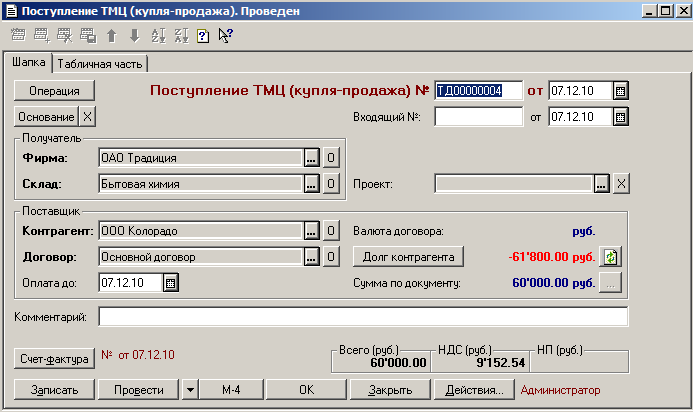 Поступление ТМЦ (купля-продажа). Проведен
Шапка Табличная часть
Операция Поступление ТМЦ (купля-продажа) № ТД00000004 от 07.12.10
Основание X Входящий №: от 07.12.10
Получатель
Фирма: ОАО Традиция ... 0
Склад: Бытовая химия ... 0 Проект: ... X
Поставщик
Контрагент: ООО Колорадо ... 0 Валюта договора: руб.
Договор: Основной договор ... 0 Долг контрагента -61'800.00 руб.
Оплата до: 07.12.10 Сумма по документу: 60'000.00 руб. ...
Комментарий:
Счет-фактура № от 07.12.10 Всего (руб.) НДС (руб.) НП (руб.)
60'000.00 9'152.54
Записать Провести М-4 OK Закрыть Действия... Администратор